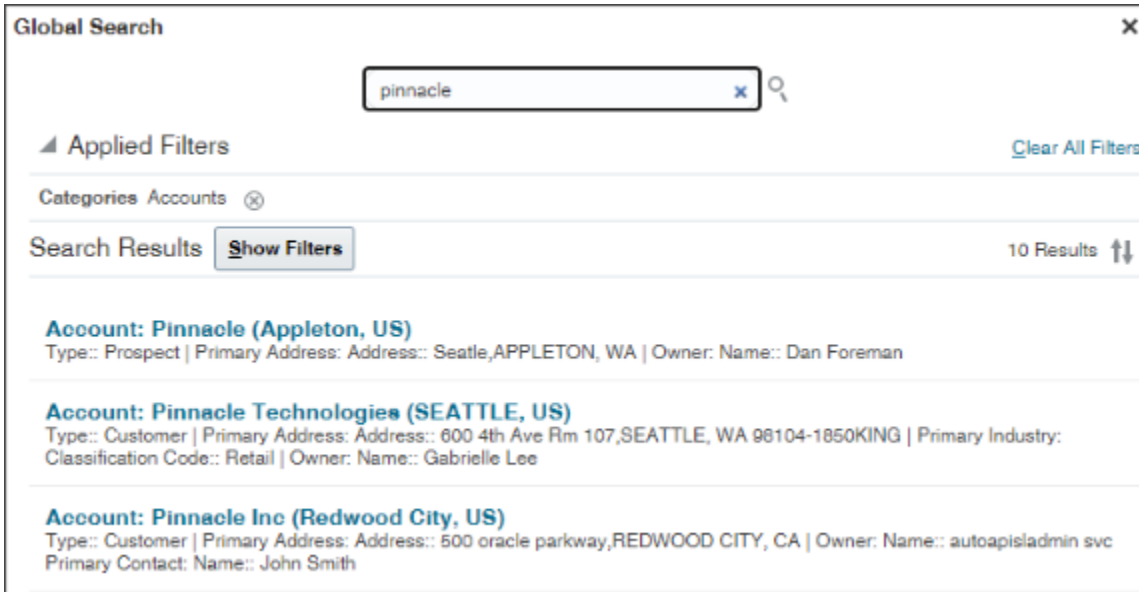 Global Search
pinnacle
Applied Filters Clear All Filters
Categories Accounts
Search Results Show Filters 10 Results
Account: Pinnacle (Appleton, US)
Type:: Prospect | Primary Address: Address:: Seatle,APPLETON, WA | Owner: Name:: Dan Foreman
Account: Pinnacle Technologies (SEATTLE, US)
Type:: Customer | Primary Address: Address:: 600 4th Ave Rm 107,SEATTLE, WA 98104-1850KING | Primary Industry:
Classification Code:: Retail | Owner: Name:: Gabrielle Lee
Account: Pinnacle Inc (Redwood City, US)
Type:: Customer | Primary Address: Address:: 500 oracle parkway,REDWOOD CITY, CA | Owner: Name:: autoapisladmin svc
Primary Contact: Name:: John Smith